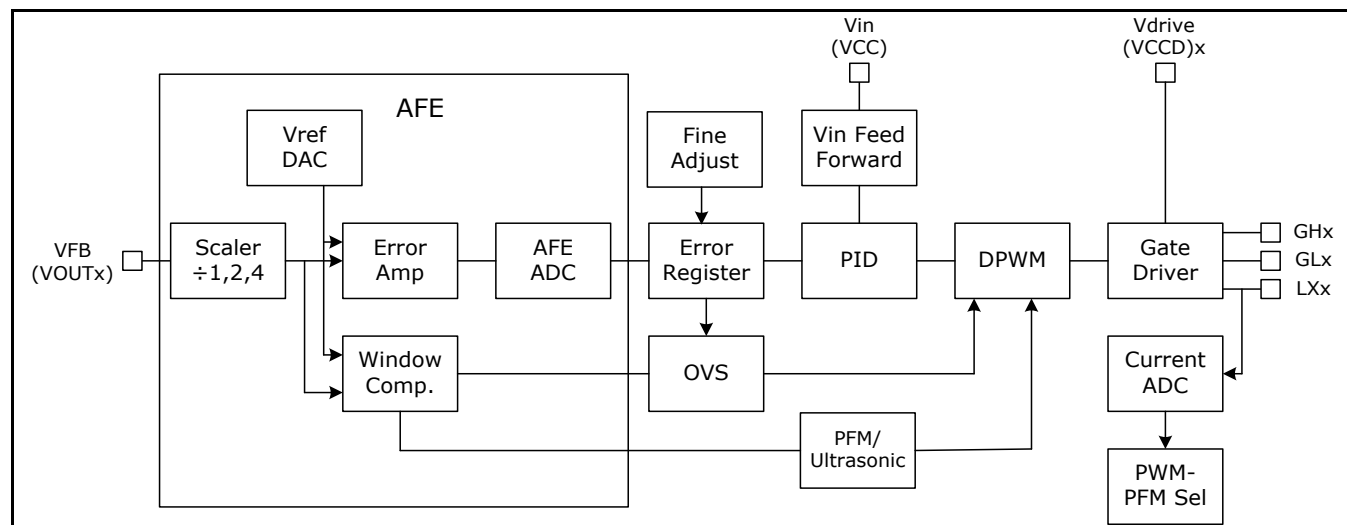 Vin
(VCC)
Vdrive
(VCCD)x
AFE
Vref
DAC
Fine
Adjust
Vin Feed
Forward
VFB
(VOUTx)
Scaler
÷1,2,4
Error
Amp
AFE
ADC
Error
Register
PID
DPWM
Gate
Driver
GHx
GLx
LXx
Window
Comp.
OVS
Current
ADC
PFM/
Ultrasonic
PWM-
PFM Sel